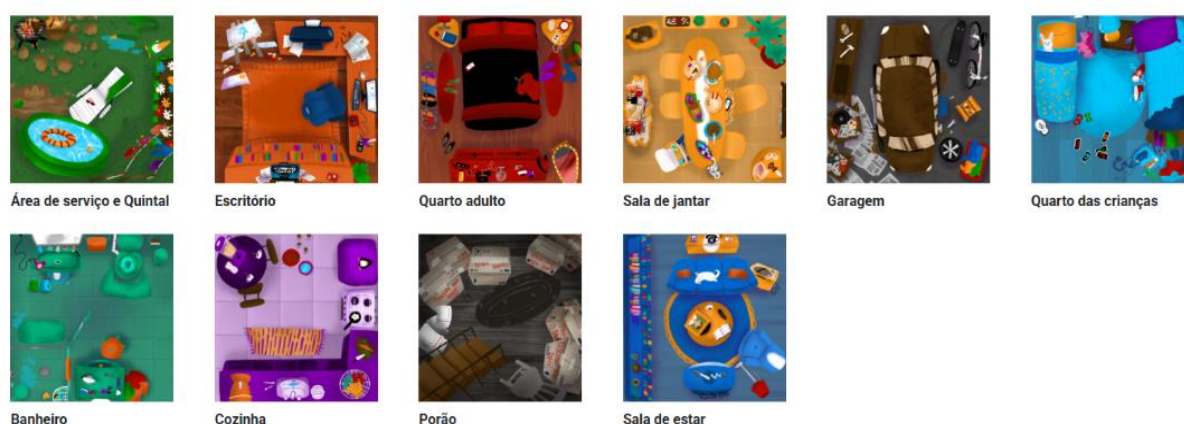 Área de serviço e Quintal
Escritório
Quarto adulto
Sala de jantar
Garagem
Quarto das crianças
Banheiro
Cozinha
Porão
Sala de estar